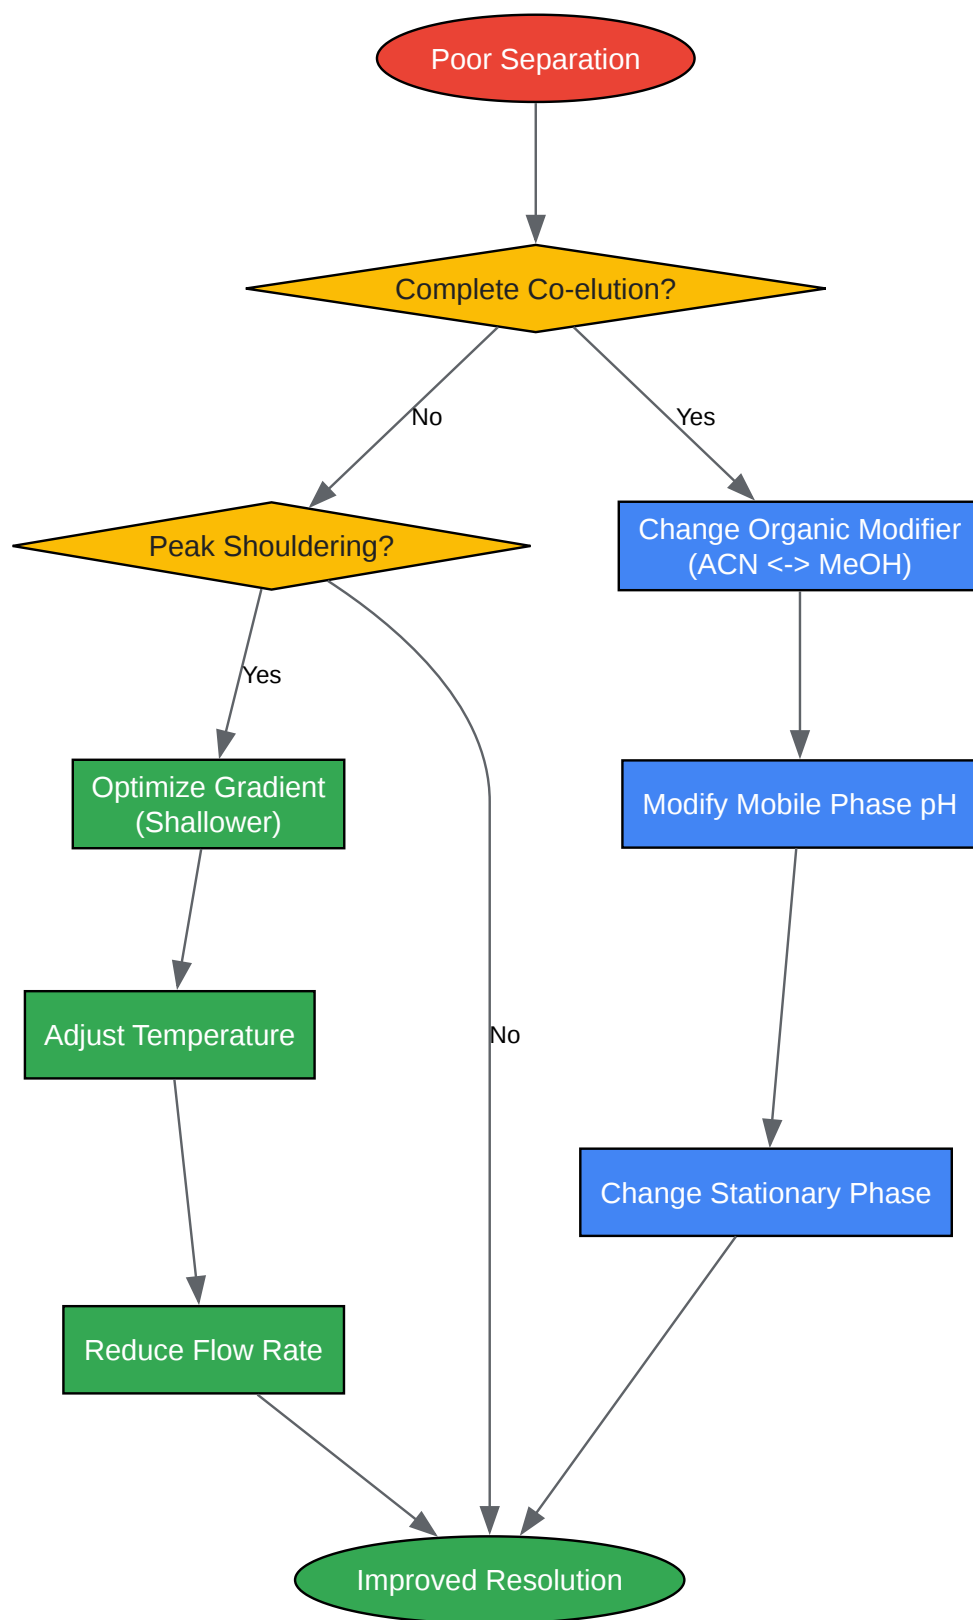 Poor Separation
Complete Co-elution?
No
Yes
Peak Shouldering?
Change Organic Modifier
(ACN <-> MeOH)
Yes
Optimize Gradient
(Shallower)
Modify Mobile Phase pH
Adjust Temperature
No
Change Stationary Phase
Reduce Flow Rate
Improved Resolution